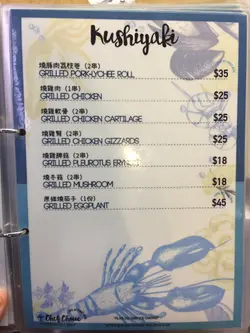 Kushiyaki
燒豚肉荔枝卷 (2串)
GRILLED PORK-LYCHEE ROLL $35
燒雞肉 (2串)
GRILLED CHICKEN $25
燒雞軟骨 (2串)
GRILLED CHICKEN CARTILAGE $25
燒雞腎 (2串)
GRILLED CHICKEN GIZZARDS $25
燒雞髀菇 (2串)
GRILLED PLEUROTUS ERYNGII $18
燒冬菇 (2串)
GRILLED MUSHROOM $18
原條燒茄子 (1份)
GRILLED EGGPLANT $45